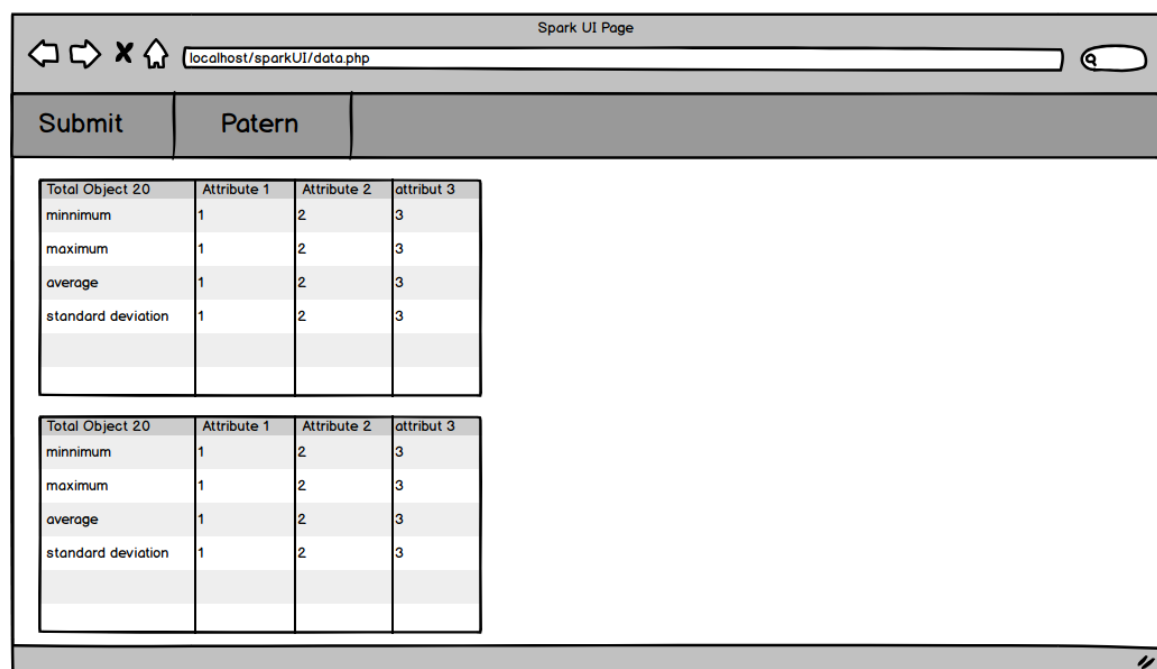 Spark UI Page
localhost/sparkUI/data.php
Submit Patern
Total Object 20 Attribute 1 Attribute 2 attribut 3
minnimum 1 2 3
maximum 1 2 3
average 1 2 3
standard deviation 1 2 3
Total Object 20 Attribute 1 Attribute 2 attribut 3
minnimum 1 2 3
maximum 1 2 3
average 1 2 3
standard deviation 1 2 3